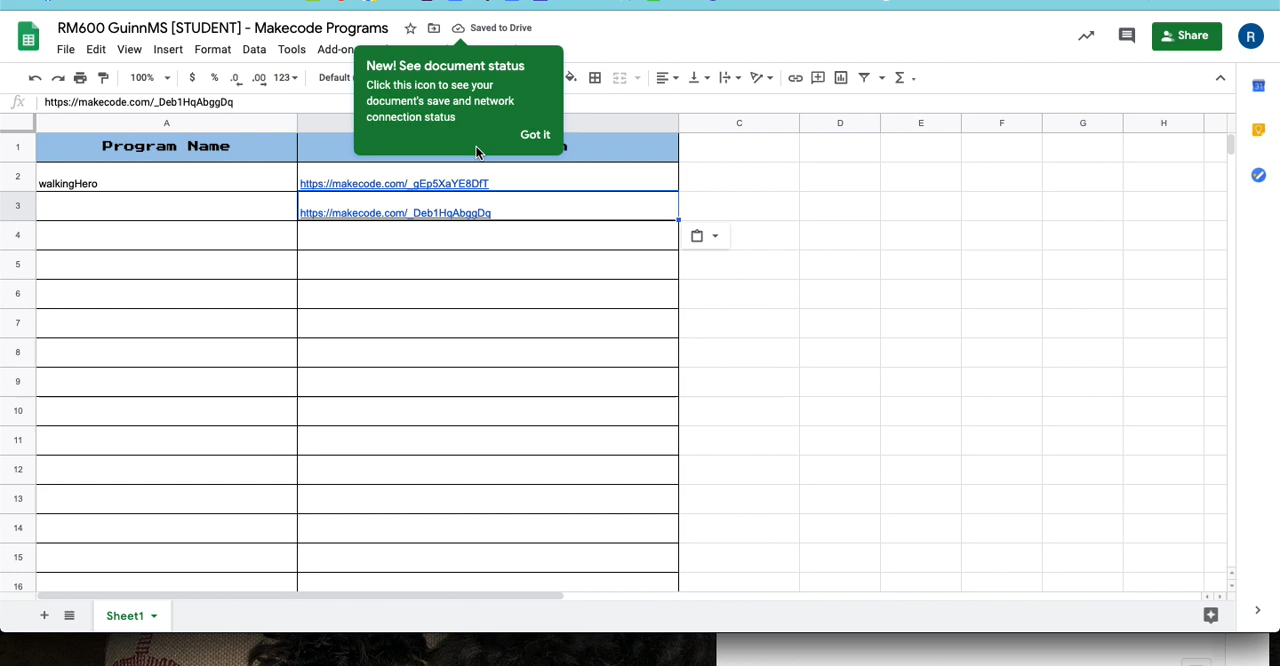 RM600 GuinnMS [STUDENT] - Makecode Programs
Saved to Drive
File Edit View Insert Format Data Tools Add-on
New! See document status
Click this icon to see your
document's save and network
connection status
Got it
Share
R
100%
$ % .0 .00 123
Default
fx https://makecode.com/_Deb1HqAbggDq
A C D E F G H
1 Program Name
2 walkingHero https://makecode.com/_gEp5XaYE8DfT
3 https://makecode.com/_Deb1HqAbggDq
4
5
6
7
8
9
10
11
12
13
14
15
16
Sheet1
31